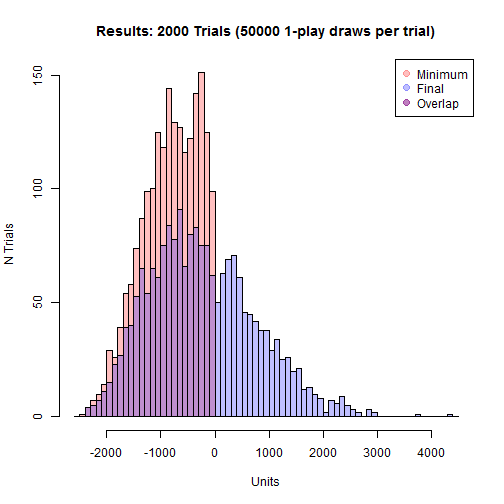 Results: 2000 Trials (50000 1-play draws per trial)
Minimum
Final
Overlap
N Trials
150
100
50
0
-2000 -1000 0 1000 2000 3000 4000
Units